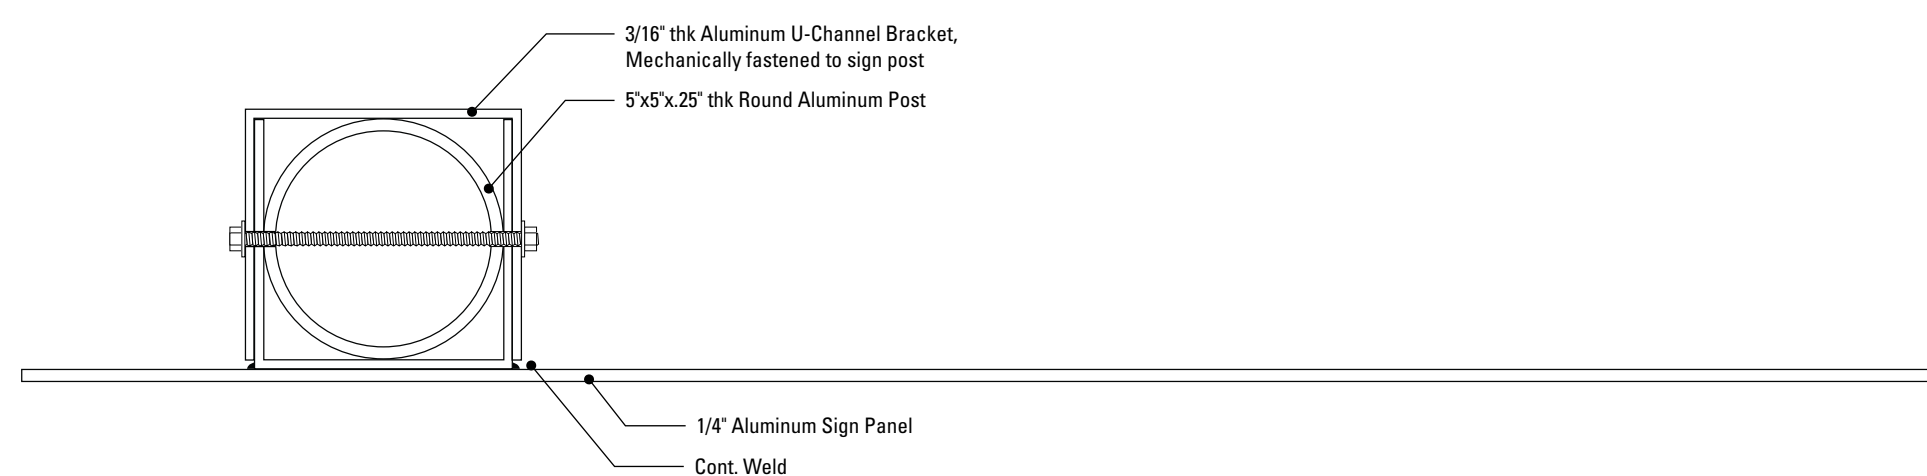 3/16" thk Aluminum U-Channel Bracket,
Mechanically fastened to sign post
5"x5"x.25" thk Round Aluminum Post
1/4" Aluminum Sign Panel
Cont. Weld